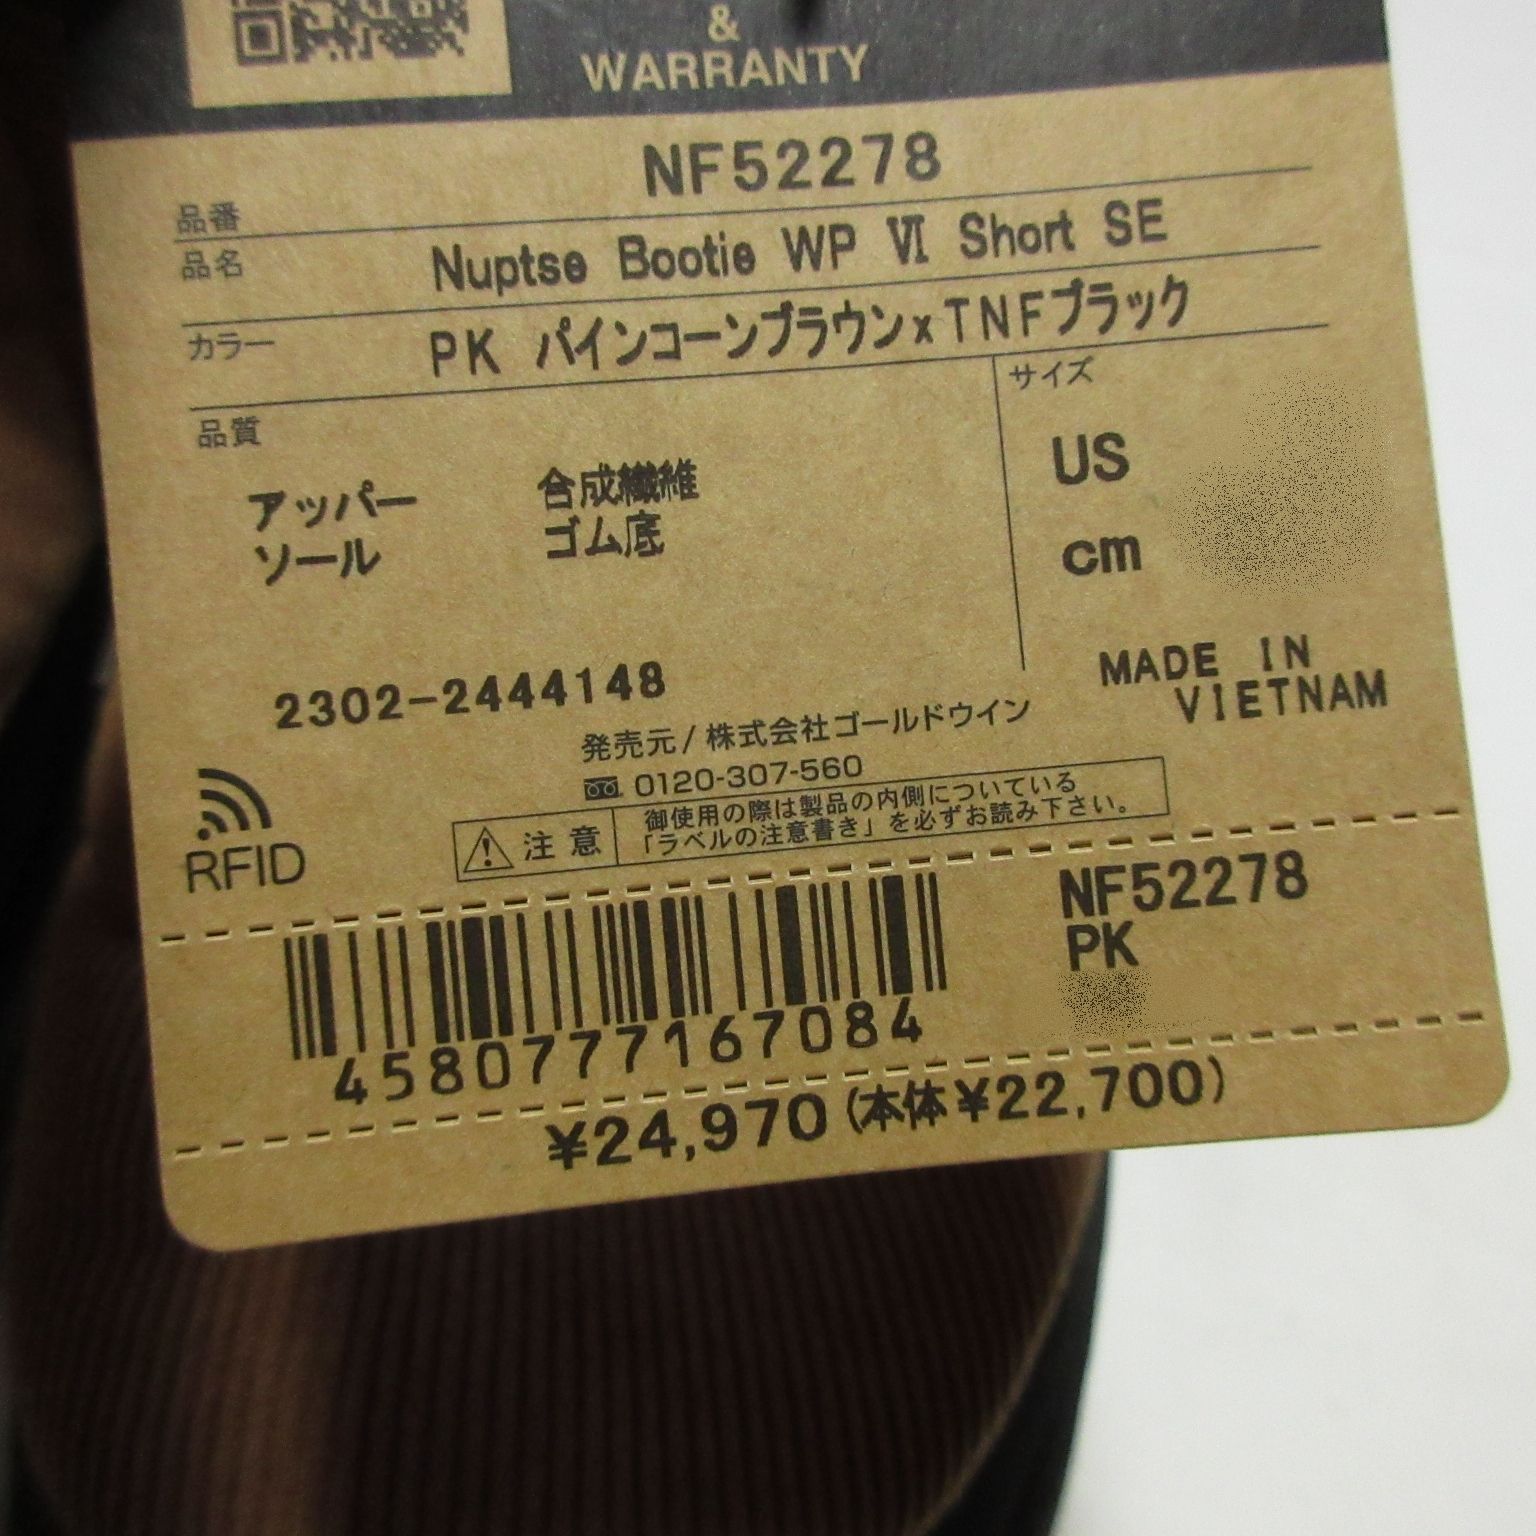 &
WARRANTY
品番 NF52278
品名 Nuptse Bootie WP Ⅵ Short SE
カラー PK パインコーンブラウンxTNFブラック
品質
アッパー 合成繊維
ソール ゴム底
サイズ
US
cm
2302-2444148
MADE IN
VIETNAM
発売元/株式会社ゴールドウイン
0120-307-560
注意
御使用の際は製品の内側についている
「ラベルの注意書き」を必ずお読み下さい。
RFID
NF52278
PK
4580777167084
¥24,970(本体¥22,700)